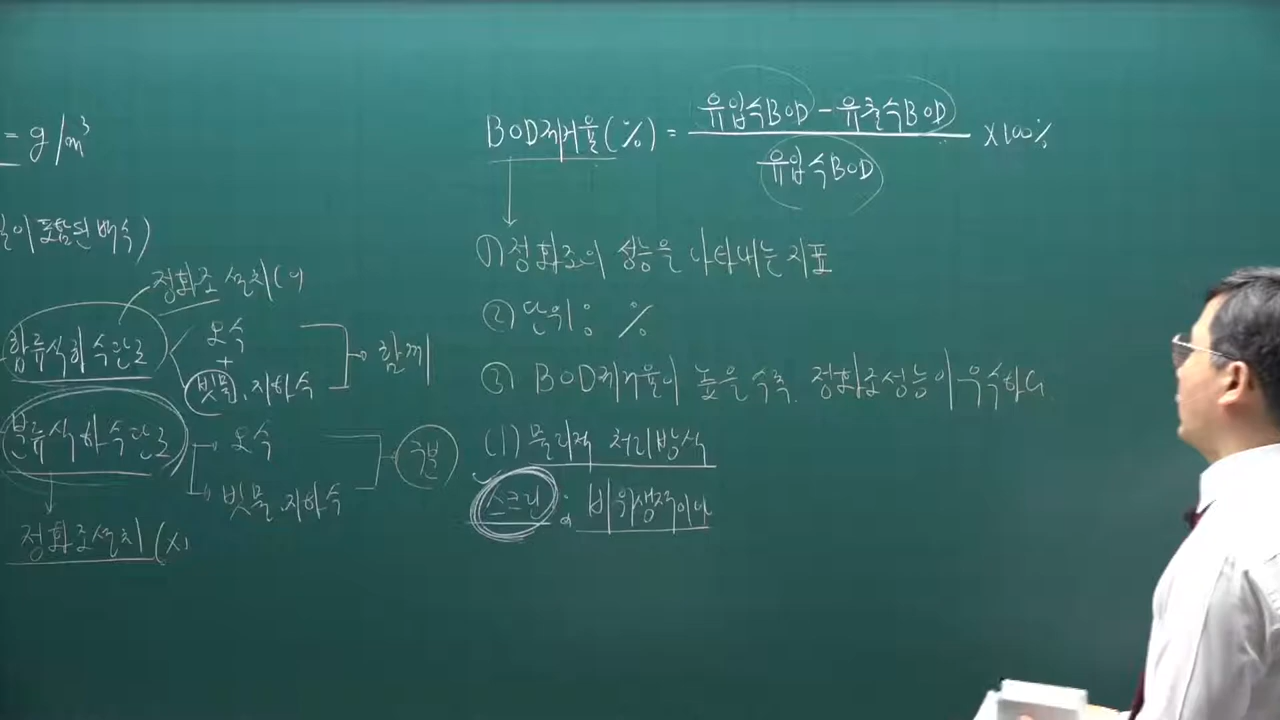 = g/m³
이 포함된 배수)
정화조 설치(o
합류식하수관로
오수
+
빗물, 지하수
함께
분류식하수관로
오수
빗물, 지하수
구분
정화조설치(x)
BOD제거율(%) = 유입수BOD - 유출수BOD
유입수BOD
×100%
① 정화조의 성능을 나타내는 지표
② 단위: %
③ BOD제거율이 높을수록 정화조성능이 우수하다.
(1) 물리적 처리방식
스크린 : 비위생적이나